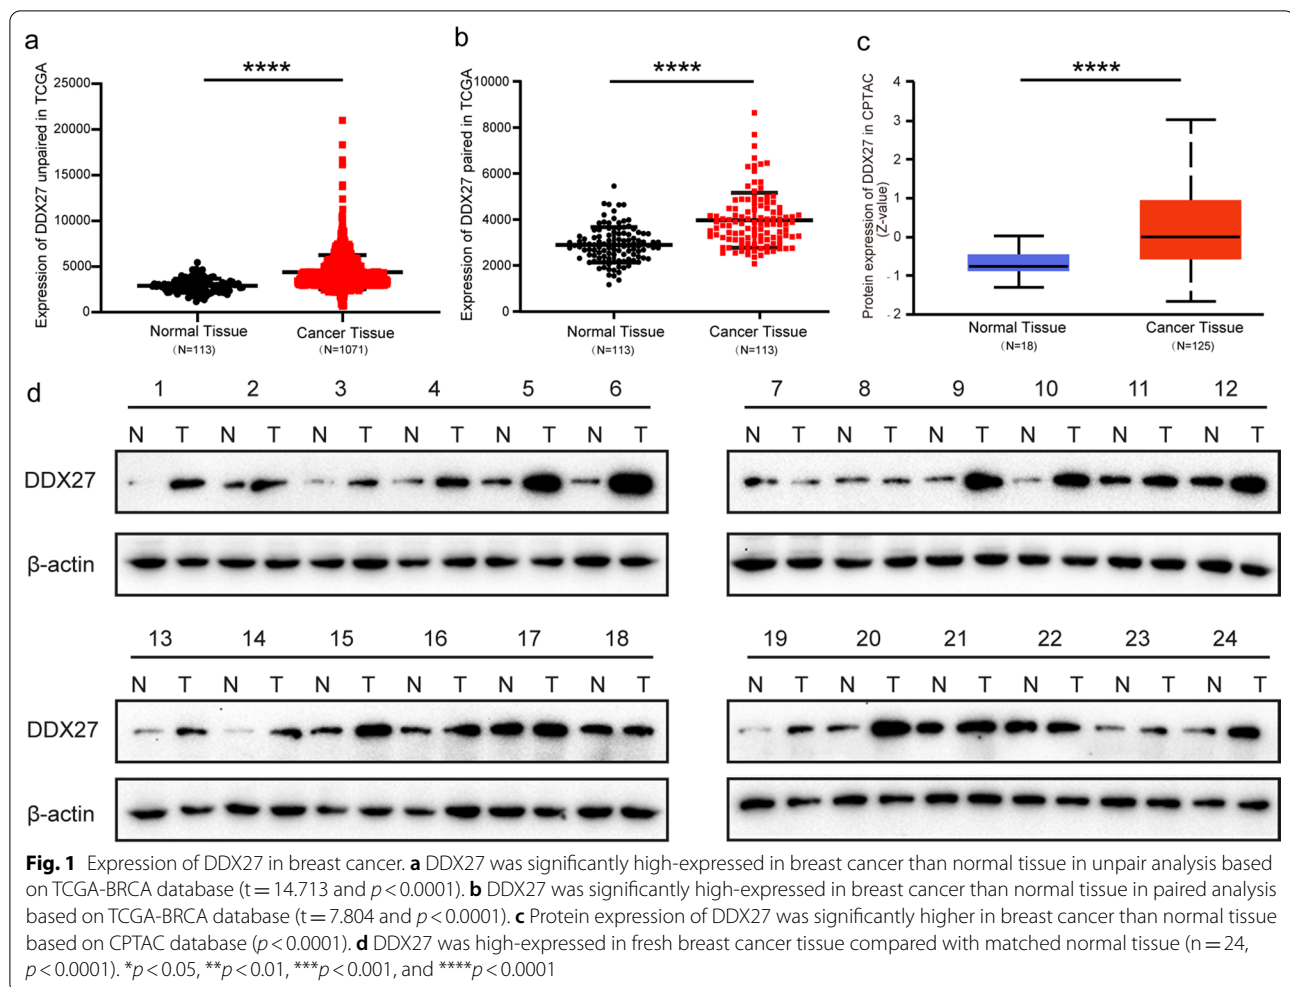 a
****
Expression of DDX27 unpaired in TCGA
25000
20000
15000
10000
5000
0
Normal Tissue
(N=113)
Cancer Tissue
(N=1071)
b
****
Expression of DDX27 paired in TCGA
10000
8000
6000
4000
2000
0
Normal Tissue
(N=113)
Cancer Tissue
(N=113)
c
****
Protein expression of DDX27 in CPTAC
(Z-value)
4
3
2
1
0
-1
-2
Normal Tissue
(N=18)
Cancer Tissue
(N=125)
d
1 2 3 4 5 6
N T N T N T N T N T N T
7 8 9 10 11 12
N T N T N T N T N T N T
DDX27
β-actin
13 14 15 16 17 18
N T N T N T N T N T N T
19 20 21 22 23 24
N T N T N T N T N T N T
DDX27
β-actin
Fig. 1 Expression of DDX27 in breast cancer. a DDX27 was significantly high-expressed in breast cancer than normal tissue in unpair analysis based
on TCGA-BRCA database (t = 14.713 and p < 0.0001). b DDX27 was significantly high-expressed in breast cancer than normal tissue in paired analysis
based on TCGA-BRCA database (t = 7.804 and p < 0.0001). c Protein expression of DDX27 was significantly higher in breast cancer than normal tissue
based on CPTAC database (p < 0.0001). d DDX27 was high-expressed in fresh breast cancer tissue compared with matched normal tissue (n = 24,
p < 0.0001). *p < 0.05, **p < 0.01, ***p < 0.001, and ****p < 0.0001